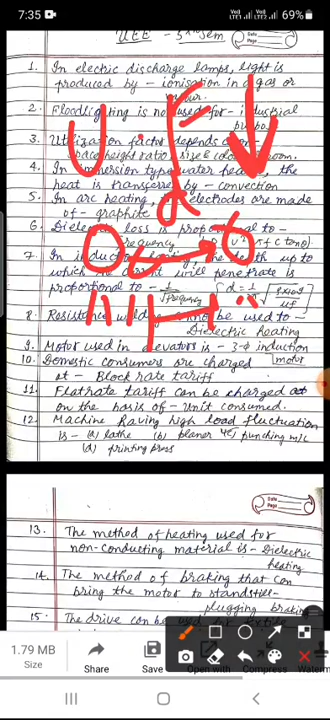 7:35
69%
UEE - 5th Sem
1. In electric discharge lamps, light is
produced by - ionisation in a gas or
2. Floodlighting is not used for - industrial
3. Utilization factor depends on -
height ratio, size & room.
4. In immersion type water heater, the
heat is transferred by - convection
5. In arc heating, the electrodes are made
of - graphite
6. Dielectric loss is proportional to -
frequency
7. In the depth up to
which current will penetrate is
proportional to - 1/√frequency
8. Resistance welding cannot be used to -
Dielectric heating
9. Motor used in elevators is - 3-φ induction
motor
10. Domestic consumers are charged
at - Block rate tariff
11. Flatrate tariff can be charged
on the basis of - Unit consumed.
12. Machine Having high load fluctuation
is - (a) lathe (b) planer (c) punching m/c
(d) printing press
Date
Page
13. The method of heating used for
non-conducting material is - Dielectric
heating
14. The method of braking that can
bring the motor to standstill -
plugging braking
15. The drive can be used for
1.79 MB
Size
Share
Save
Open with
Compress
Waterm